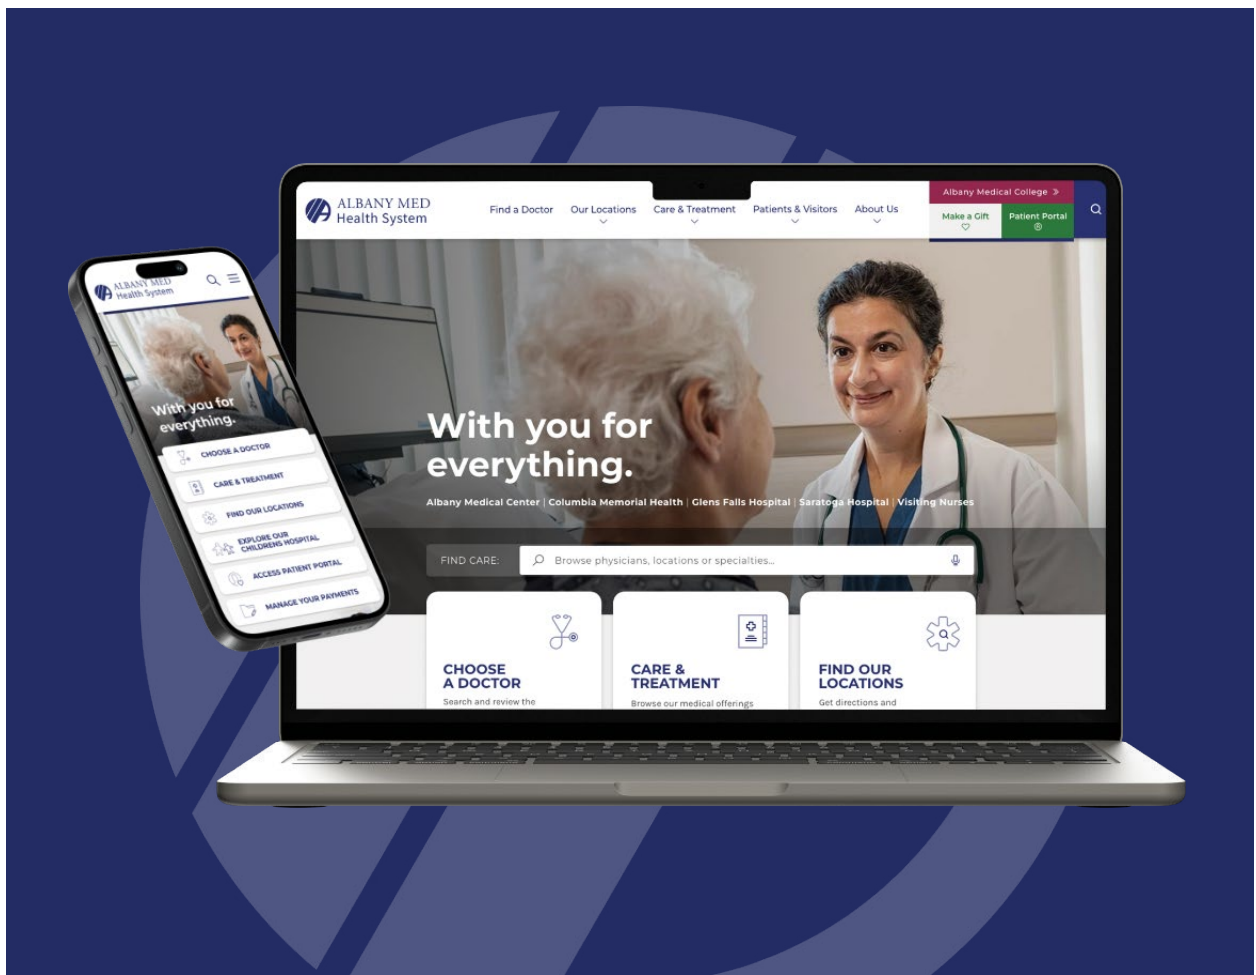 ALBANY MED
Health System
Find a Doctor
Our Locations
Care & Treatment
Patients & Visitors
About Us
Albany Medical College »
Make a Gift
Patient Portal
With you for
everything.
Albany Medical Center | Columbia Memorial Health | Glens Falls Hospital | Saratoga Hospital | Visiting Nurses
FIND CARE:
Browse physicians, locations or specialties...
CHOOSE
A DOCTOR
Search and review the
CARE &
TREATMENT
Browse our medical offerings
FIND OUR
LOCATIONS
Get directions and
ALBANY MED
Health System
With you for
everything.
CHOOSE A DOCTOR
CARE & TREATMENT
FIND OUR LOCATIONS
EXPLORE OUR
CHILDRENS HOSPITAL
ACCESS PATIENT PORTAL
MANAGE YOUR PAYMENTS